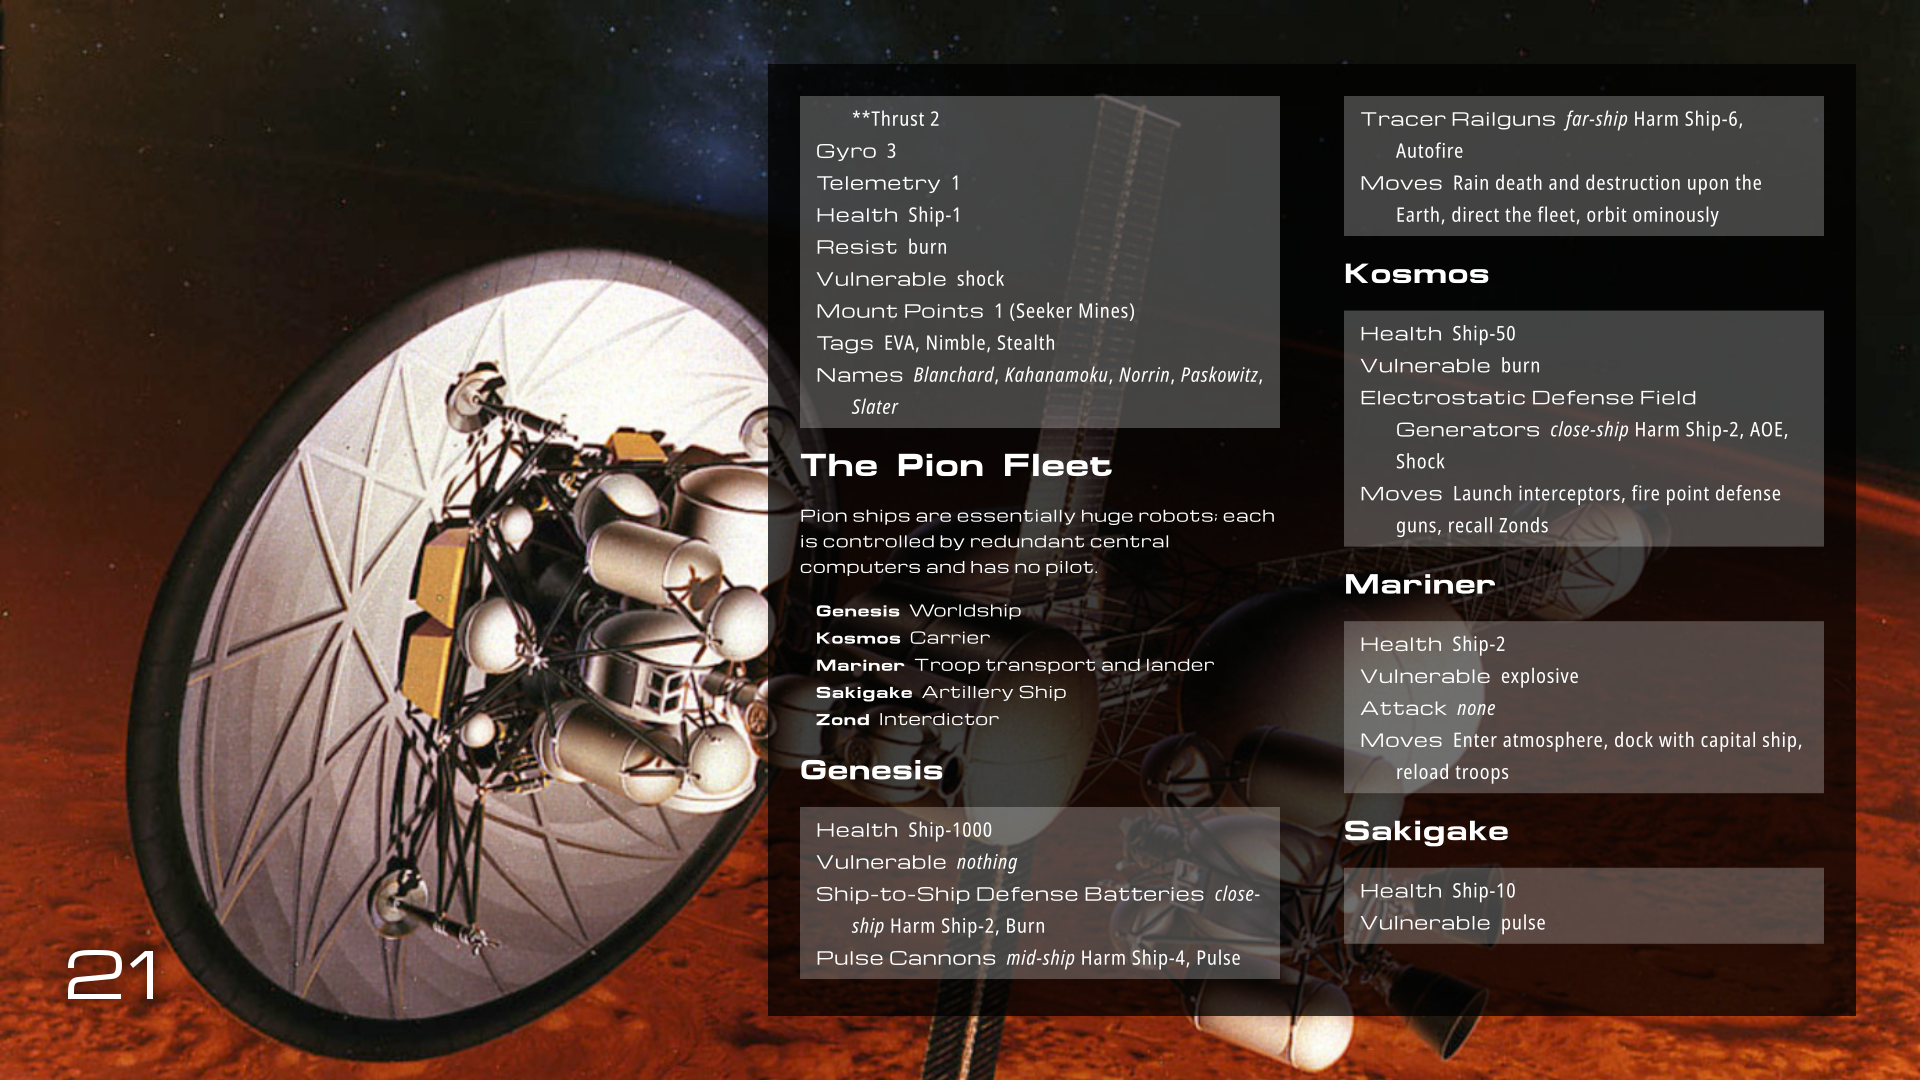 **Thrust 2
Gyro 3
Telemetry 1
Health Ship-1
Resist burn
Vulnerable shock
Mount Points 1 (Seeker Mines)
Tags EVA, Nimble, Stealth
Names Blanchard, Kahanamoku, Norrin, Paskowitz,
Slater
The Pion Fleet
Pion ships are essentially huge robots; each
is controlled by redundant central
computers and has no pilot.
Genesis Worldship
Kosmos Carrier
Mariner Troop transport and lander
Sakigake Artillery Ship
Zond Interdictor
Genesis
Health Ship-1000
Vulnerable nothing
Ship-to-Ship Defense Batteries close-
ship Harm Ship-2, Burn
Pulse Cannons mid-ship Harm Ship-4, Pulse
Tracer Railguns far-ship Harm Ship-6,
Autofire
Moves Rain death and destruction upon the
Earth, direct the fleet, orbit ominously
Kosmos
Health Ship-50
Vulnerable burn
Electrostatic Defense Field
Generators close-ship Harm Ship-2, AOE,
Shock
Moves Launch interceptors, fire point defense
guns, recall Zonds
Mariner
Health Ship-2
Vulnerable explosive
Attack none
Moves Enter atmosphere, dock with capital ship,
reload troops
Sakigake
Health Ship-10
Vulnerable pulse
21